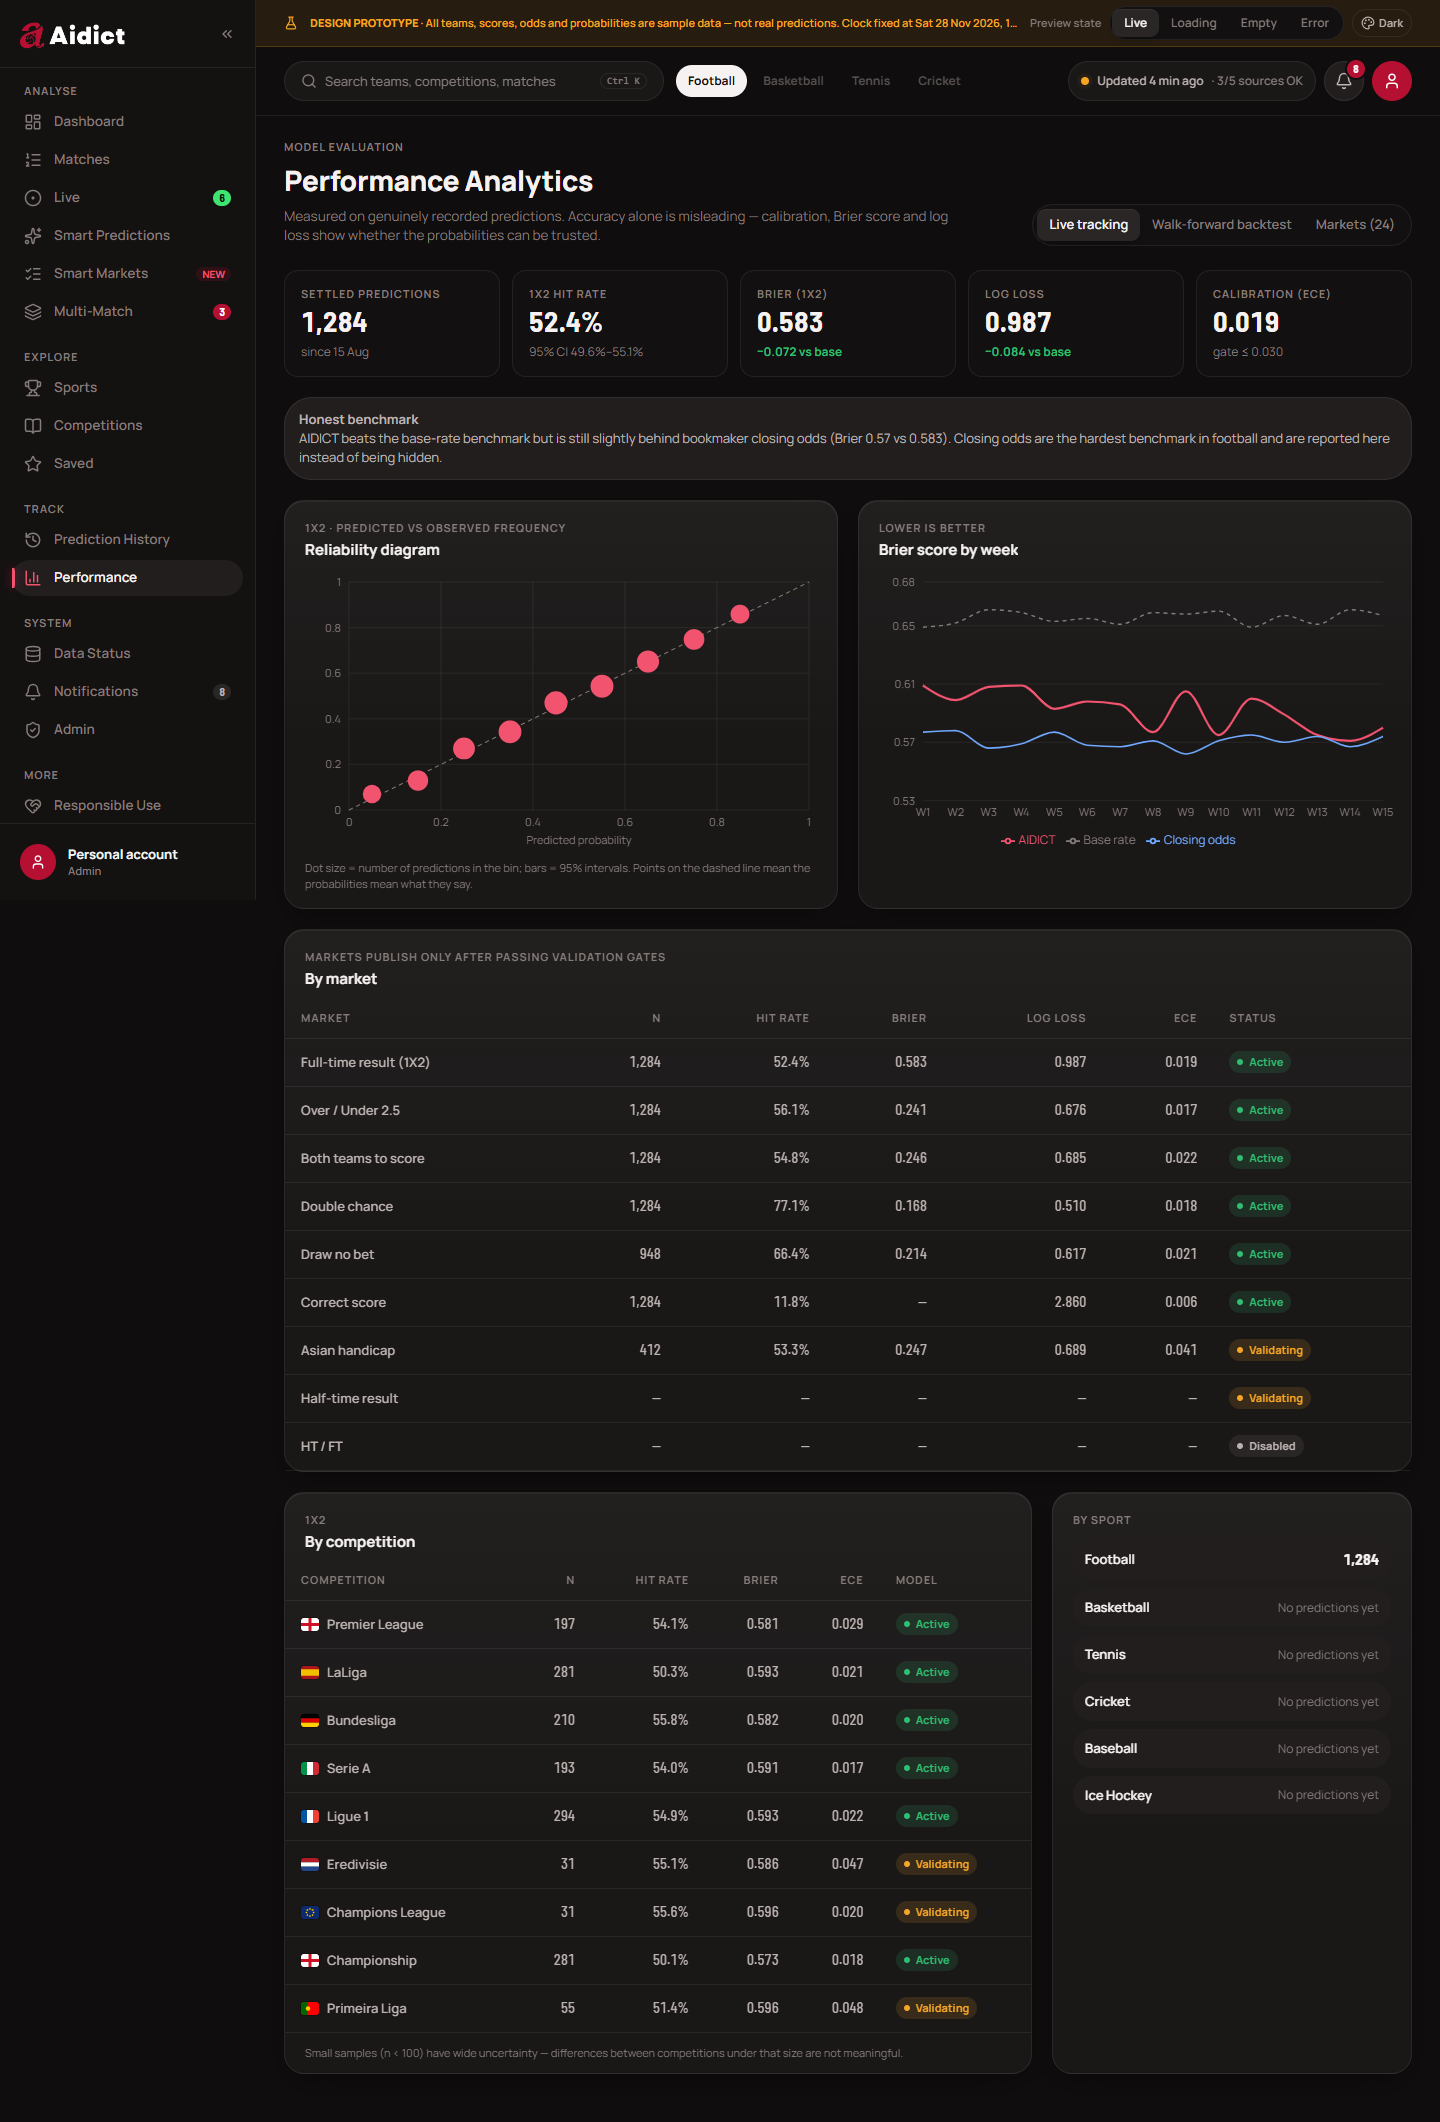 Aidict
«
ANALYSE
Dashboard
Matches
Live 6
Smart Predictions
Smart Markets NEW
Multi-Match 3
EXPLORE
Sports
Competitions
Saved
TRACK
Prediction History
Performance
SYSTEM
Data Status
Notifications 8
Admin
MORE
Responsible Use
Personal account
Admin
DESIGN PROTOTYPE · All teams, scores, odds and probabilities are sample data — not real predictions. Clock fixed at Sat 28 Nov 2026, 1... Preview state Live Loading Empty Error Dark
Search teams, competitions, matches Ctrl K Football Basketball Tennis Cricket Updated 4 min ago · 3/5 sources OK 8
MODEL EVALUATION
Performance Analytics
Measured on genuinely recorded predictions. Accuracy alone is misleading — calibration, Brier score and log
loss show whether the probabilities can be trusted.
Live tracking Walk-forward backtest Markets (24)
SETTLED PREDICTIONS
1,284
since 15 Aug
1X2 HIT RATE
52.4%
95% CI 49.6%–55.1%
BRIER (1X2)
0.583
−0.072 vs base
LOG LOSS
0.987
−0.084 vs base
CALIBRATION (ECE)
0.019
gate ≤ 0.030
Honest benchmark
AIDICT beats the base-rate benchmark but is still slightly behind bookmaker closing odds (Brier 0.57 vs 0.583). Closing odds are the hardest benchmark in football and are reported here
instead of being hidden.
1X2 · PREDICTED VS OBSERVED FREQUENCY
Reliability diagram
1
0.8
0.6
0.4
0.2
0
0 0.2 0.4 0.6 0.8 1
Predicted probability
Dot size = number of predictions in the bin; bars = 95% intervals. Points on the dashed line mean the
probabilities mean what they say.
LOWER IS BETTER
Brier score by week
0.68
0.65
0.61
0.57
0.53
W1 W2 W3 W4 W5 W6 W7 W8 W9 W10 W11 W12 W13 W14 W15
AIDICT Base rate Closing odds
MARKETS PUBLISH ONLY AFTER PASSING VALIDATION GATES
By market
MARKET N HIT RATE BRIER LOG LOSS ECE STATUS
Full-time result (1X2) 1,284 52.4% 0.583 0.987 0.019 Active
Over / Under 2.5 1,284 56.1% 0.241 0.676 0.017 Active
Both teams to score 1,284 54.8% 0.246 0.685 0.022 Active
Double chance 1,284 77.1% 0.168 0.510 0.018 Active
Draw no bet 948 66.4% 0.214 0.617 0.021 Active
Correct score 1,284 11.8% — 2.860 0.006 Active
Asian handicap 412 53.3% 0.247 0.689 0.041 Validating
Half-time result — — — — — Validating
HT / FT — — — — — Disabled
1X2
By competition
COMPETITION N HIT RATE BRIER ECE MODEL
Premier League 197 54.1% 0.581 0.029 Active
LaLiga 281 50.3% 0.593 0.021 Active
Bundesliga 210 55.8% 0.582 0.020 Active
Serie A 193 54.0% 0.591 0.017 Active
Ligue 1 294 54.9% 0.593 0.022 Active
Eredivisie 31 55.1% 0.586 0.047 Validating
Champions League 31 55.6% 0.596 0.020 Validating
Championship 281 50.1% 0.573 0.018 Active
Primeira Liga 55 51.4% 0.596 0.048 Validating
Small samples (n < 100) have wide uncertainty — differences between competitions under that size are not meaningful.
BY SPORT
Football 1,284
Basketball No predictions yet
Tennis No predictions yet
Cricket No predictions yet
Baseball No predictions yet
Ice Hockey No predictions yet